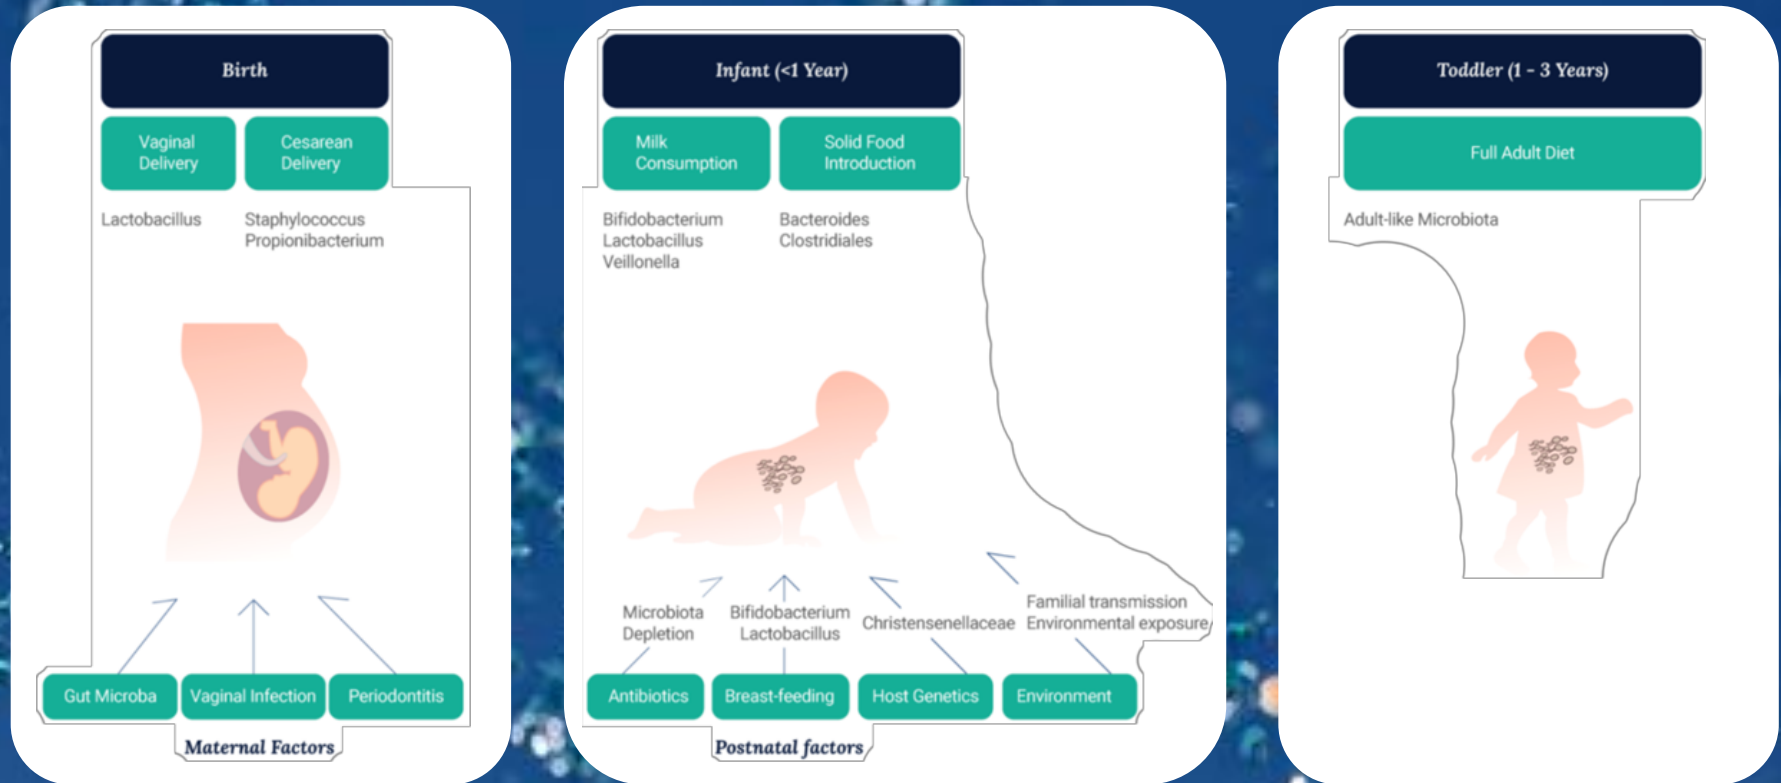 Birth
Vaginal
Delivery
Cesarean
Delivery
Lactobacillus
Staphylococcus
Propionibacterium
Gut Microba
Vaginal Infection
Periodontitis
Maternal Factors
Infant (<1 Year)
Milk
Consumption
Solid Food
Introduction
Bifidobacterium
Lactobacillus
Veillonella
Bacteroides
Clostridiales
Microbiota
Depletion
Bifidobacterium
Lactobacillus
Christensenellaceae
Familial transmission
Environmental exposure
Antibiotics
Breast-feeding
Host Genetics
Environment
Postnatal factors
Toddler (1 - 3 Years)
Full Adult Diet
Adult-like Microbiota